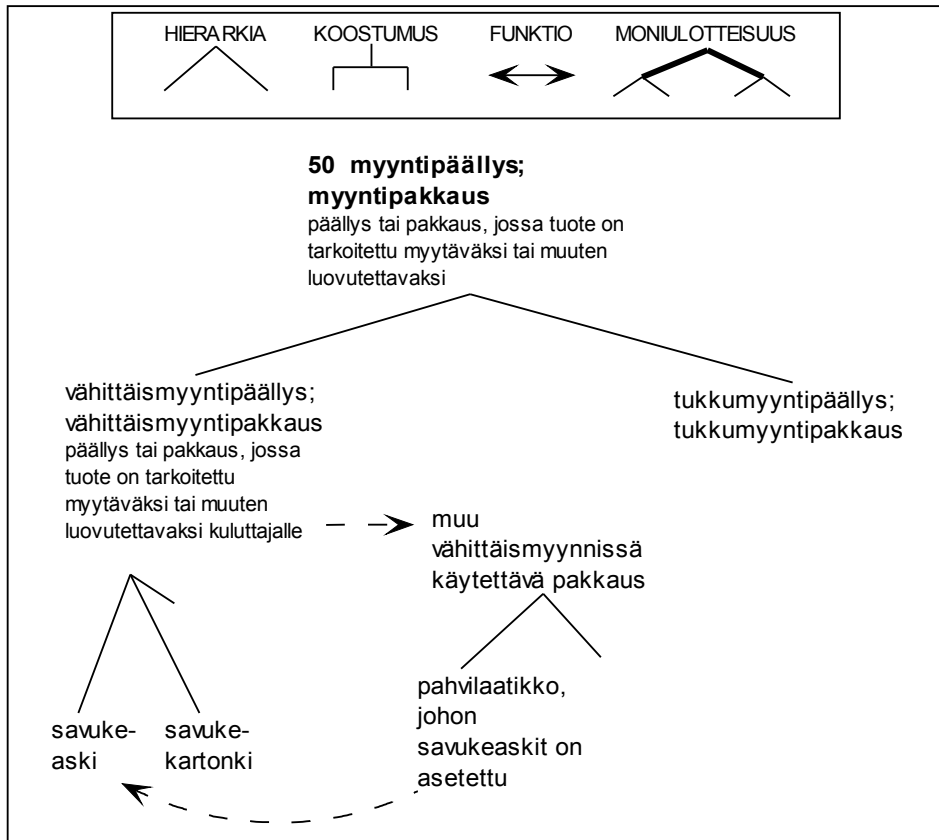 HIERARKIA KOOSTUMUS FUNKTIO MONIULOTTEISUUS
50 myyntipäällys;
myyntipakkaus
päällys tai pakkaus, jossa tuote on
tarkoitettu myytäväksi tai muuten
luovutettavaksi
vähittäismyyntipäällys;
vähittäismyyntipakkaus
päällys tai pakkaus, jossa
tuote on tarkoitettu
myytäväksi tai muuten
luovutettavaksi kuluttajalle
tukkumyyntipäällys;
tukkumyyntipakkaus
muu
vähittäismyynnissä
käytettävä pakkaus
savuke-
aski
savuke-
kartonki
pahvilaatikko,
johon
savukeaskit on
asetettu